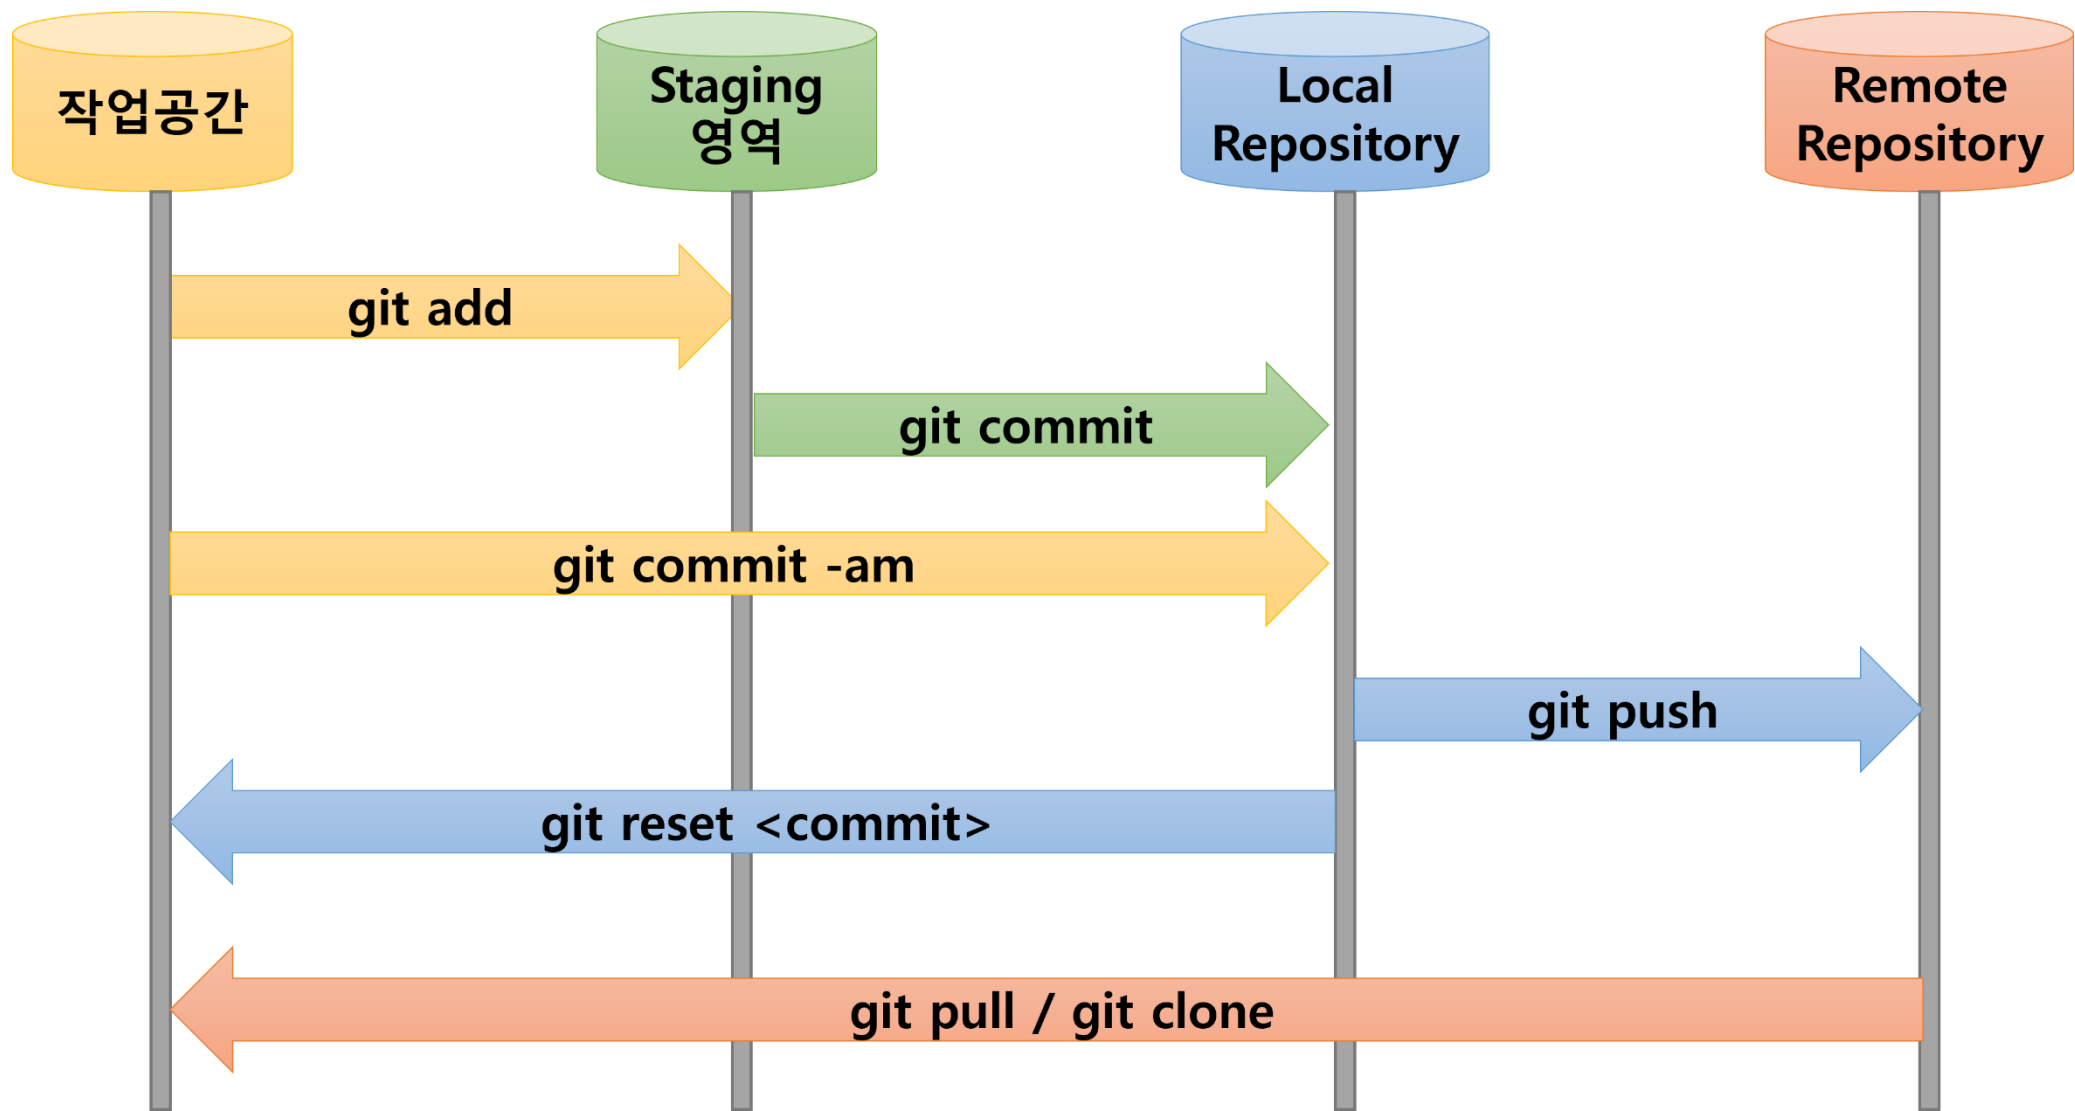 작업공간
Staging
영역
Local
Repository
Remote
Repository
git add
git commit
git commit -am
git push
git reset <commit>
git pull / git clone